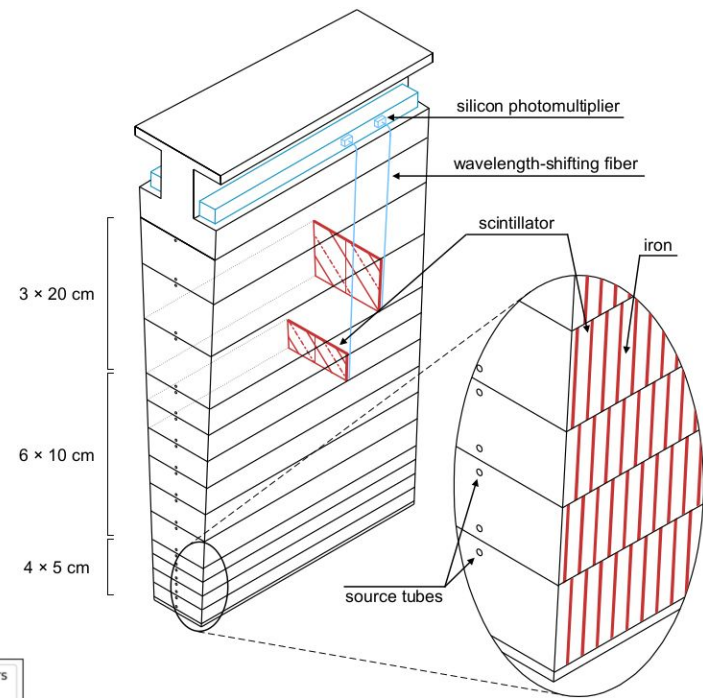 silicon photomultiplier
wavelength-shifting fiber
scintillator
iron
3 × 20 cm
6 × 10 cm
4 × 5 cm
source tubes